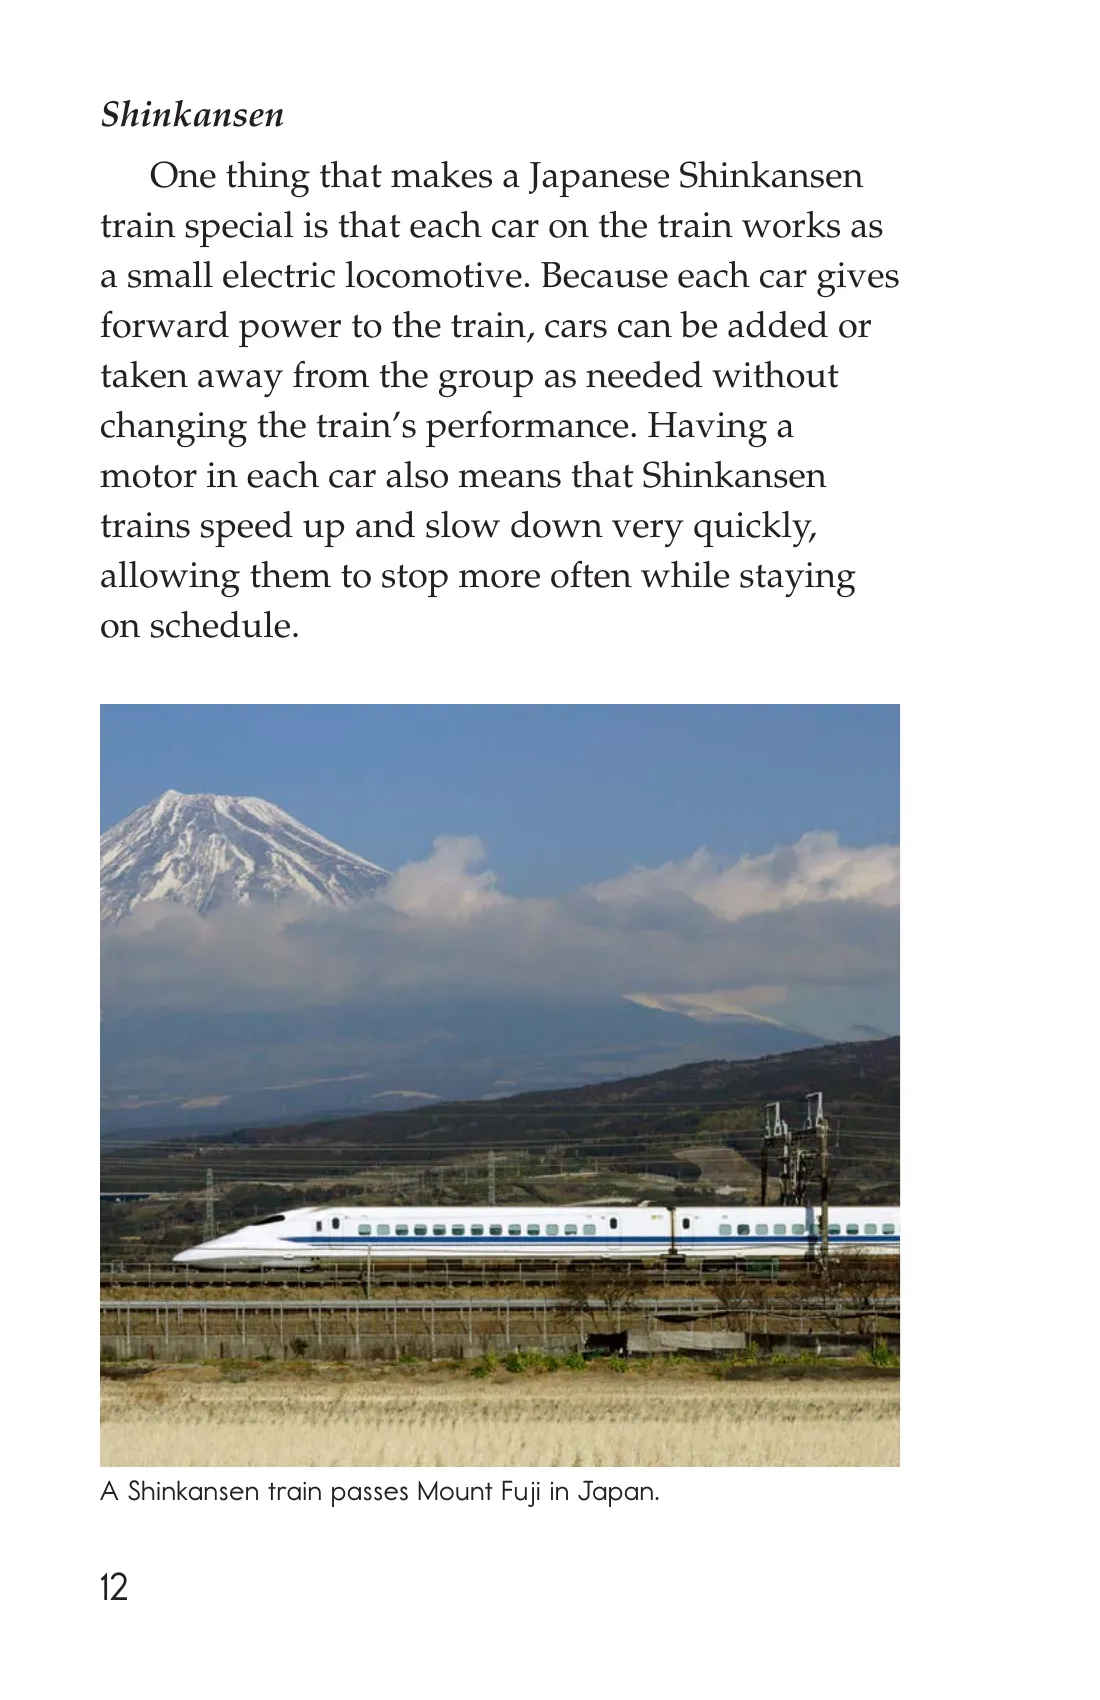 Shinkansen
One thing that makes a Japanese Shinkansen
train special is that each car on the train works as
a small electric locomotive. Because each car gives
forward power to the train, cars can be added or
taken away from the group as needed without
changing the train’s performance. Having a
motor in each car also means that Shinkansen
trains speed up and slow down very quickly,
allowing them to stop more often while staying
on schedule.
A Shinkansen train passes Mount Fuji in Japan.
12